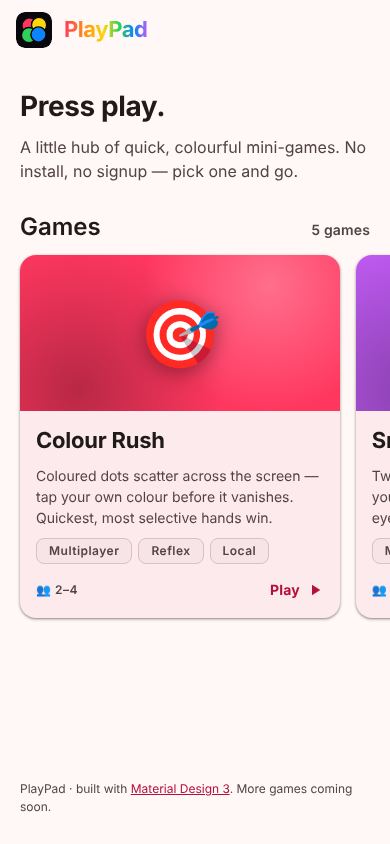 PlayPad
Press play.
A little hub of quick, colourful mini-games. No
install, no signup — pick one and go.
Games
5 games
Colour Rush
Coloured dots scatter across the screen —
tap your own colour before it vanishes.
Quickest, most selective hands win.
Multiplayer
Reflex
Local
2–4
Play
PlayPad · built with Material Design 3. More games coming
soon.